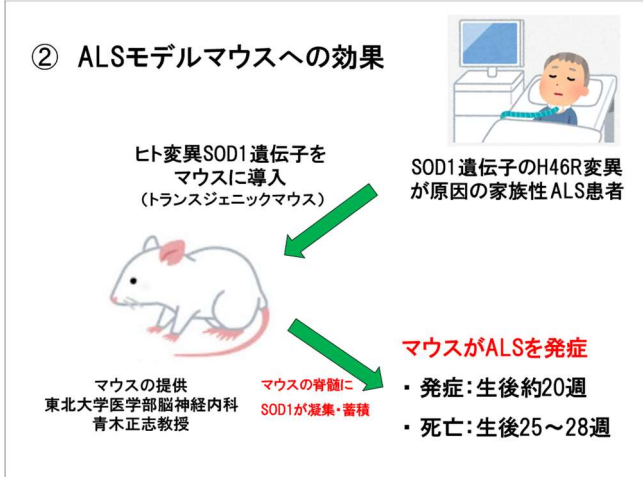 ② ALSモデルマウスへの効果
ヒト変異SOD1遺伝子を
マウスに導入
(トランスジェニックマウス)
SOD1遺伝子のH46R変異
が原因の家族性ALS患者
マウスがALSを発症
・発症:生後約20週
・死亡:生後25～28週
マウスの脊髄に
SOD1が凝集・蓄積
マウスの提供
東北大学医学部脳神経内科
青木正志教授